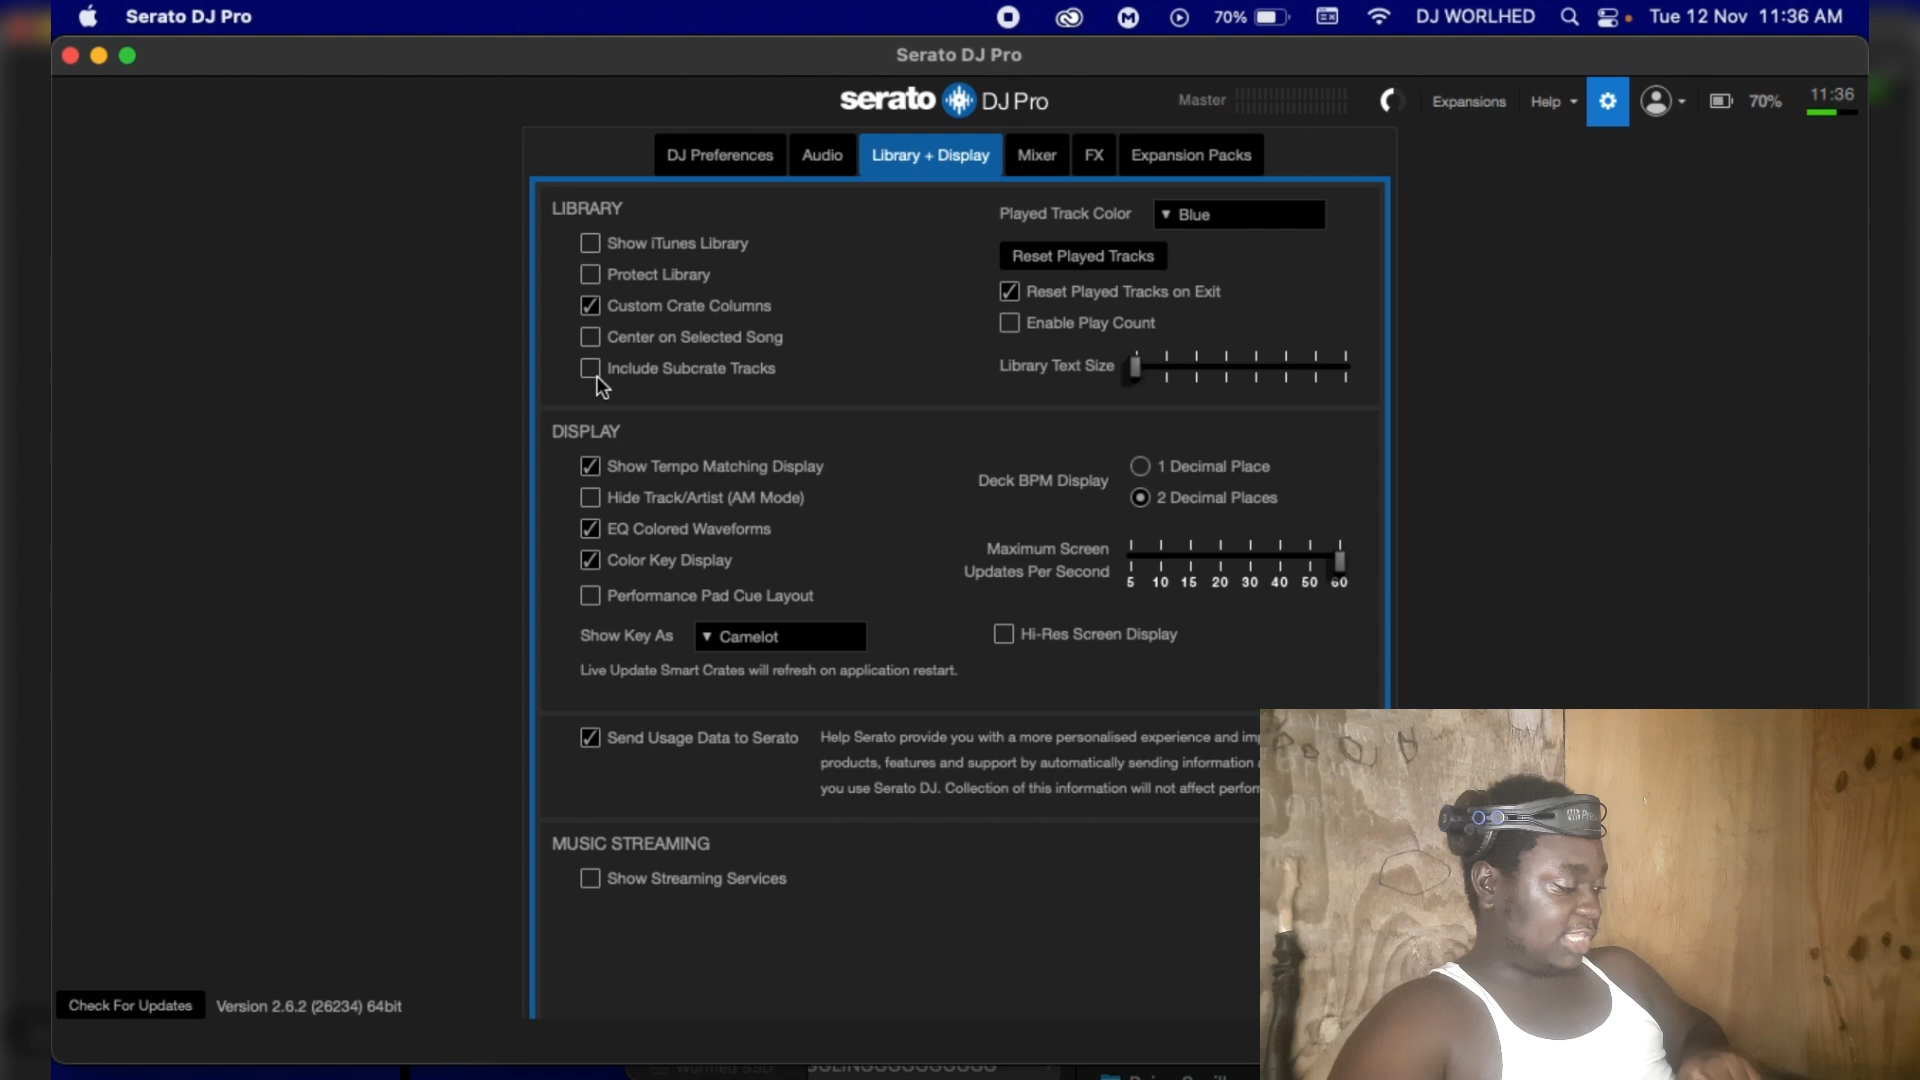 Serato DJ Pro
70%
DJ WORLHED
Tue 12 Nov 11:36 AM
Serato DJ Pro
serato DJ Pro
Master
Expansions
Help
70%
11:36
DJ Preferences
Audio
Library + Display
Mixer
FX
Expansion Packs
LIBRARY
Show iTunes Library
Protect Library
Custom Crate Columns
Center on Selected Song
Include Subcrate Tracks
Played Track Color
Blue
Reset Played Tracks
Reset Played Tracks on Exit
Enable Play Count
Library Text Size
DISPLAY
Show Tempo Matching Display
Hide Track/Artist (AM Mode)
EQ Colored Waveforms
Color Key Display
Performance Pad Cue Layout
Show Key As
Camelot
Live Update Smart Crates will refresh on application restart.
Deck BPM Display
1 Decimal Place
2 Decimal Places
Maximum Screen
Updates Per Second
5 10 15 20 30 40 50 60
Hi-Res Screen Display
Send Usage Data to Serato
Help Serato provide you with a more personalised experience and
products, features and support by automatically sending information
you use Serato DJ. Collection of this information will not affect
MUSIC STREAMING
Show Streaming Services
Check For Updates
Version 2.6.2 (26234) 64bit